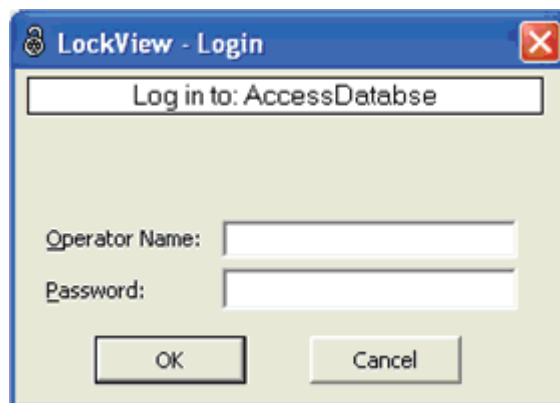 LockView - Login
Log in to: AccessDatabse
Operator Name:
Password:
OK Cancel